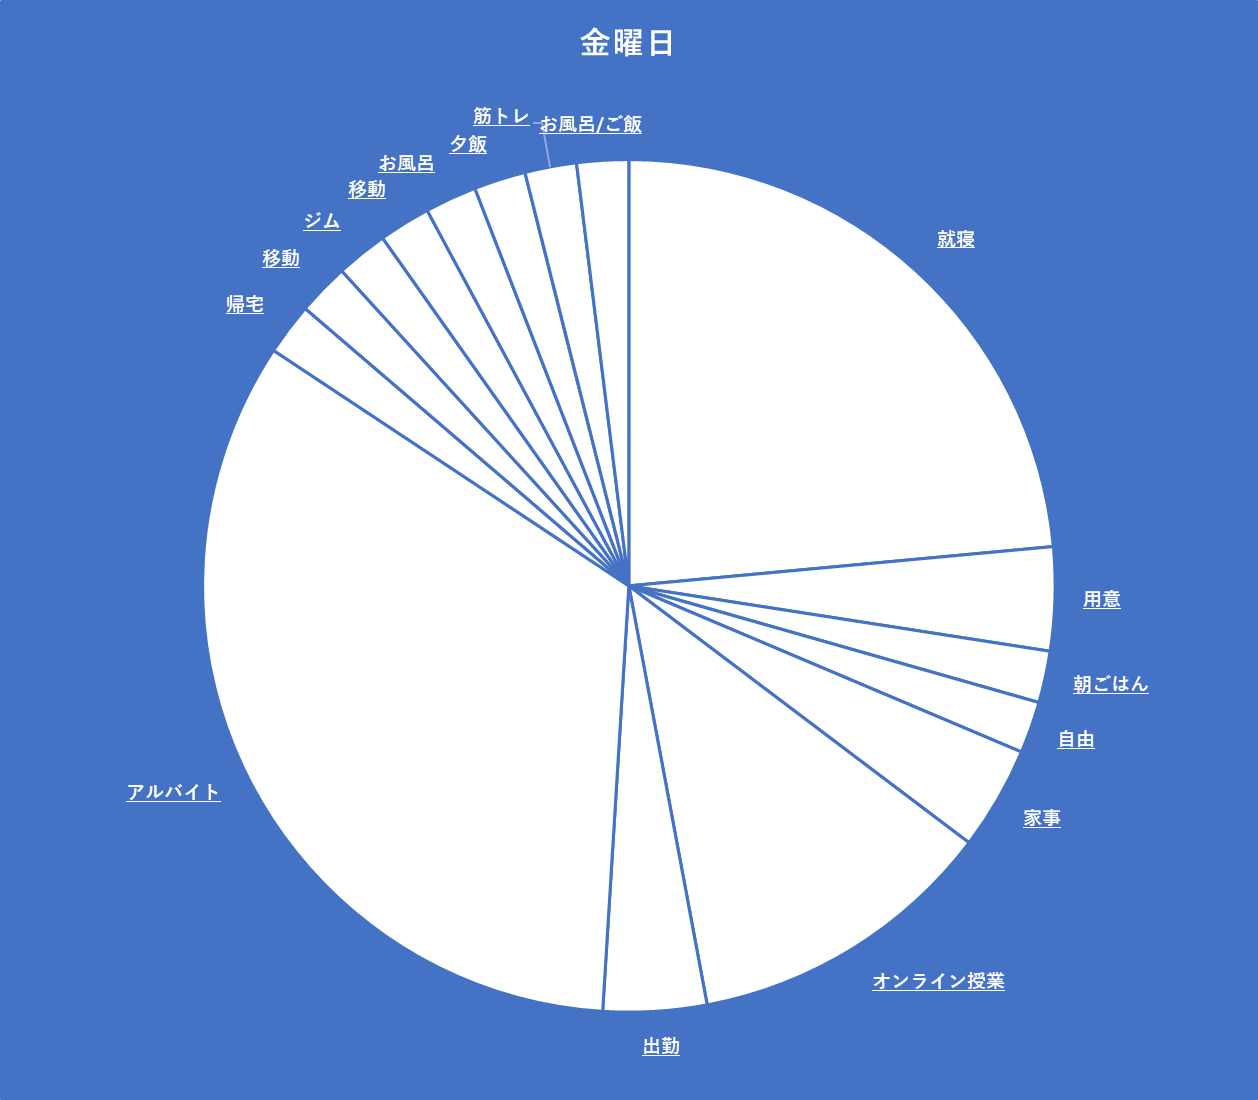 金曜日
就寝
用意
朝ごはん
自由
家事
オンライン授業
出勤
アルバイト
帰宅
移動
ジム
移動
お風呂
夕飯
筋トレ
お風呂/ご飯